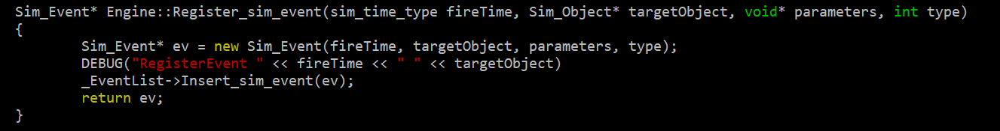 Sim_Event* Engine::Register_sim_event(sim_time_type fireTime, Sim_Object* targetObject, void* parameters, int type)
{
        Sim_Event* ev = new Sim_Event(fireTime, targetObject, parameters, type);
        DEBUG("RegisterEvent " << fireTime << " " << targetObject)
        _EventList->Insert_sim_event(ev);
        return ev;
}